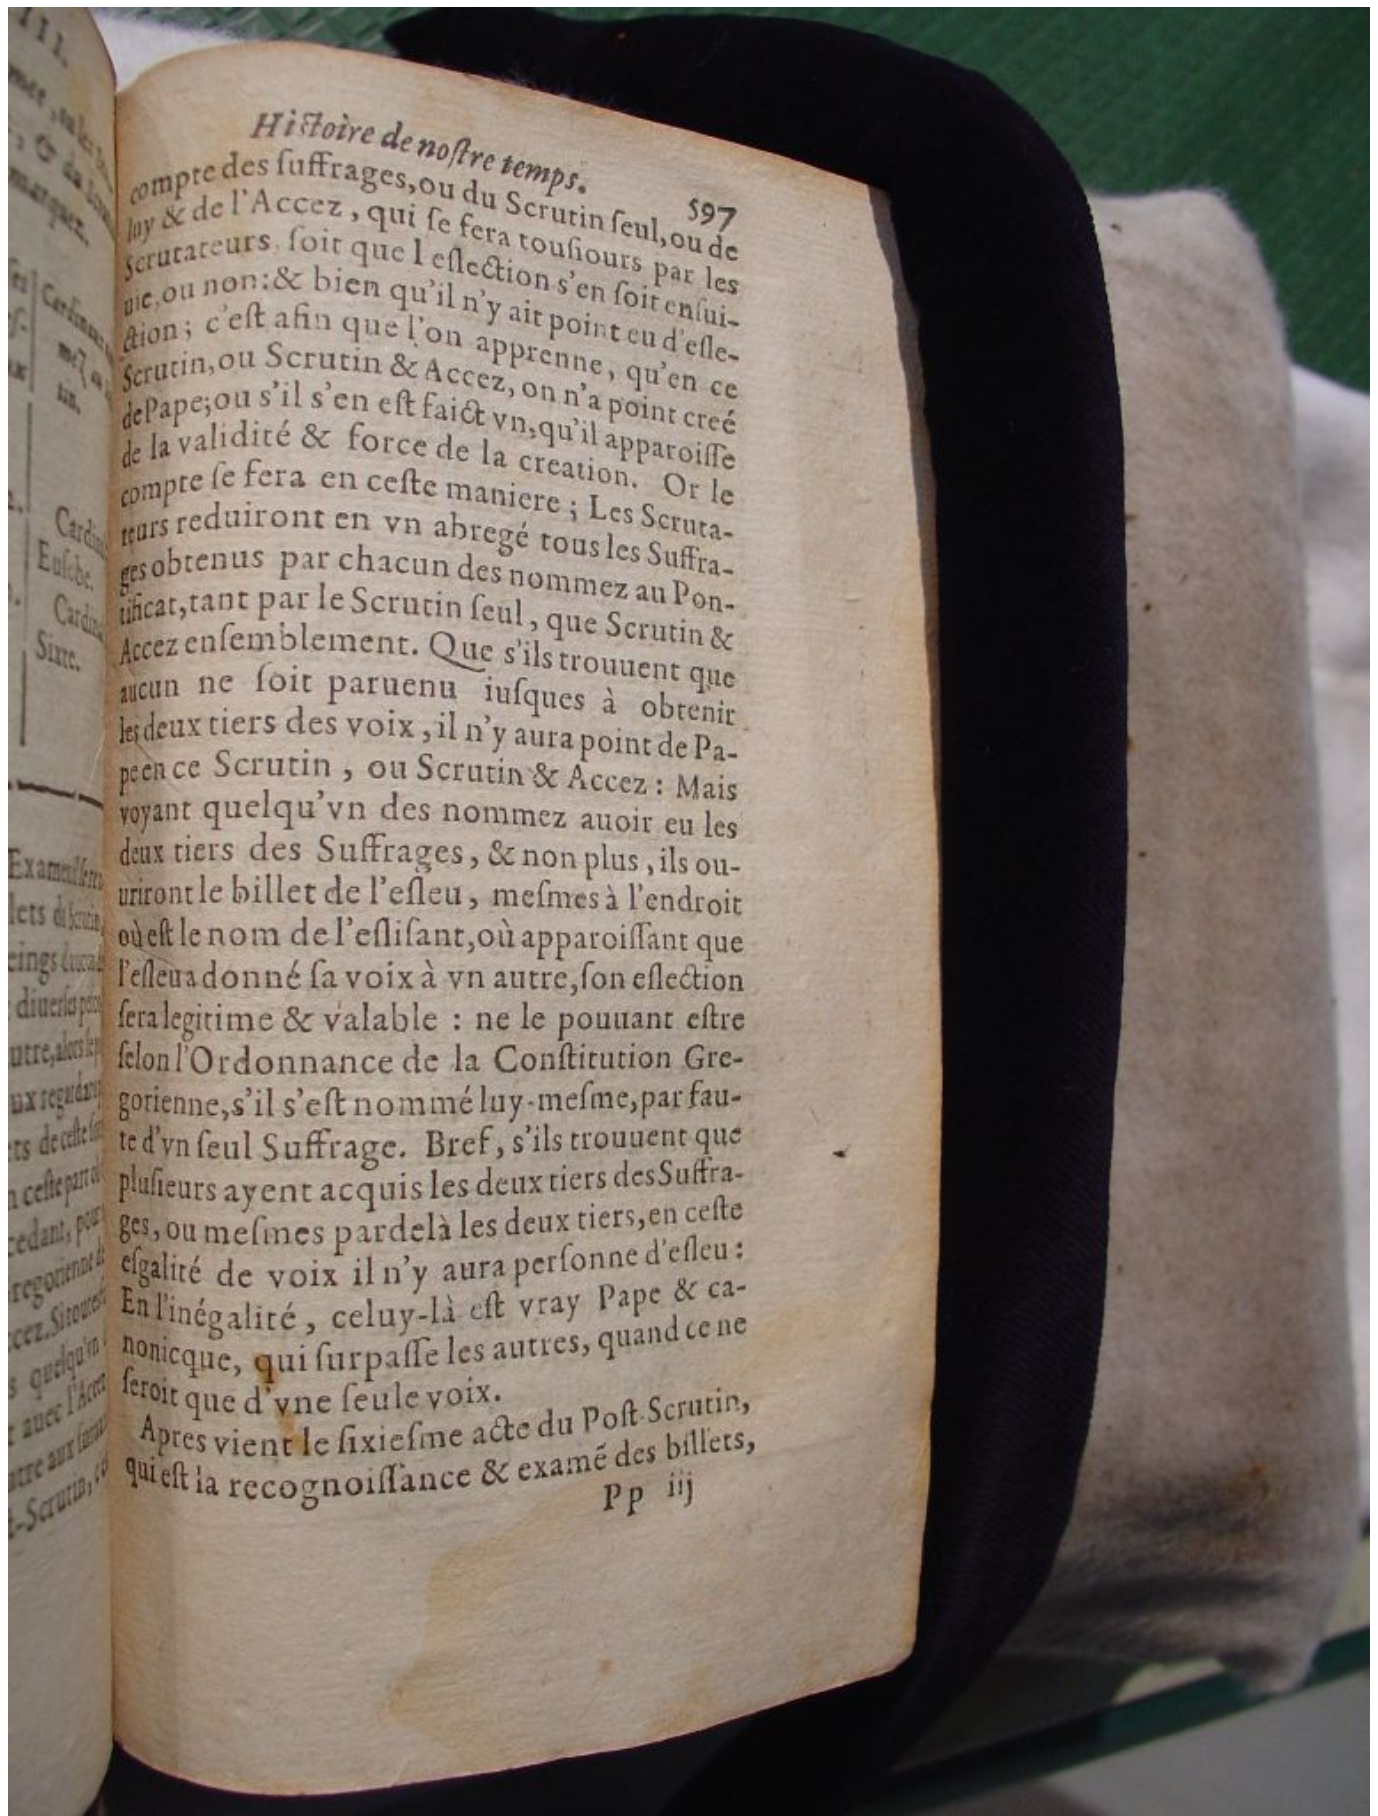 Histoire de nostre temps.
597
compte des suffrages, ou du Scrutin seul, ou de
luy & de l'Accez, qui se fera tousiours par les
Scrutateurs, soit que l'eslection s'en soit ensui-
uie, ou non: & bien qu'il n'y ait point eu d'esle-
ction; c'est afin que l'on apprenne, qu'en ce
Scrutin, ou Scrutin & Accez, on n'a point creé
de Pape; ou s'il s'en est faict vn, qu'il apparoisse
de la validité & force de la creation. Or le
compte se fera en ceste maniere; Les Scruta-
teurs reduiront en vn abregé tous les Suffra-
ges obtenus par chacun des nommez au Pon-
tificat, tant par le Scrutin seul, que Scrutin &
Accez ensemblement. Que s'ils trouuent que
aucun ne soit paruenu iusques à obtenir
les deux tiers des voix, il n'y aura point de Pa-
pe en ce Scrutin, ou Scrutin & Accez: Mais
voyant quelqu'vn des nommez auoir eu les
deux tiers des Suffrages, & non plus, ils ou-
uriront le billet de l'esleu, mesmes à l'endroit
où est le nom de l'eslisant, où apparoissant que
l'esleu a donné sa voix à vn autre, son eslection
sera legitime & valable : ne le pouuant estre
selon l'Ordonnance de la Constitution Gre-
gorienne, s'il s'est nommé luy-mesme, par fau-
te d'vn seul Suffrage. Bref, s'ils trouuent que
plusieurs ayent acquis les deux tiers des Suffra-
ges, ou mesmes pardelà les deux tiers, en ceste
esgalité de voix il n'y aura personne d'esleu:
En l'inégalité, celuy-là est vray Pape & ca-
nonicque, qui surpasse les autres, quand ce ne
seroit que d'vne seule voix.
Apres vient le sixiesme acte du Post-Scrutin,
qui est la recognoissance & examẽ des billets,
Pp iij